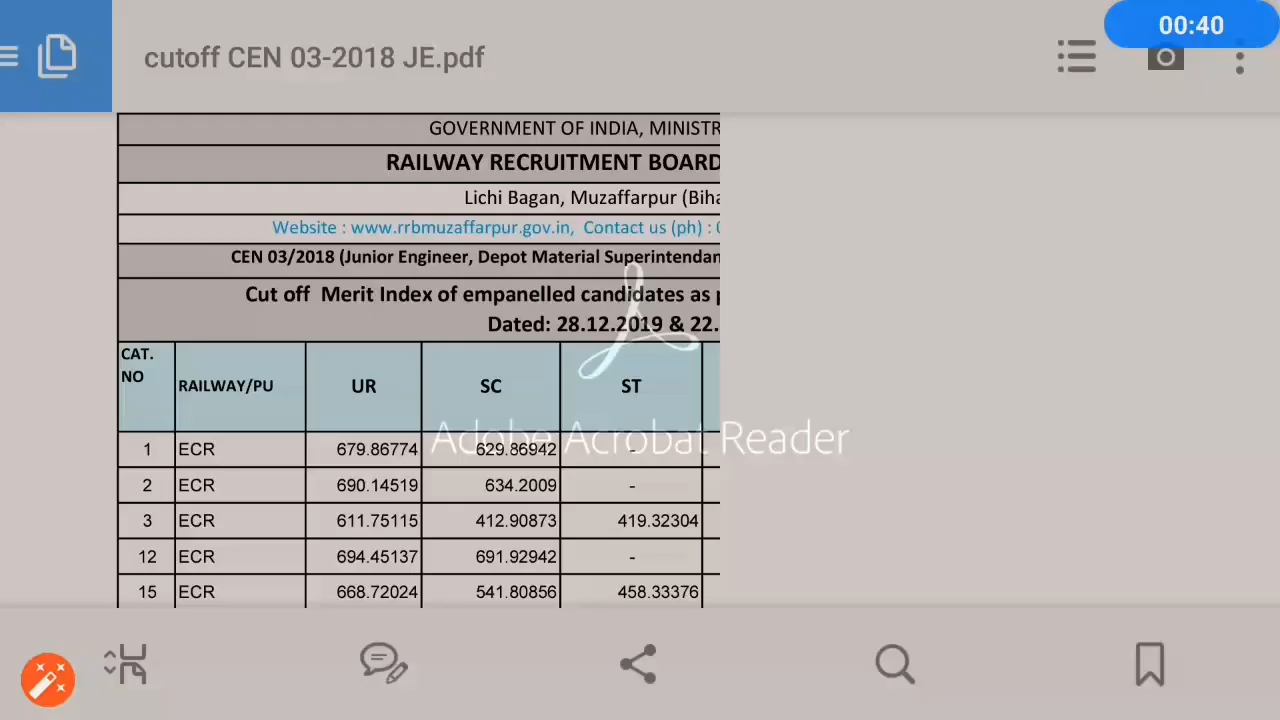 00:40
cutoff CEN 03-2018 JE.pdf
GOVERNMENT OF INDIA, MINISTR
RAILWAY RECRUITMENT BOARD
Lichi Bagan, Muzaffarpur (Biha
Website : www.rrbmuzaffarpur.gov.in, Contact us (ph) : 0
CEN 03/2018 (Junior Engineer, Depot Material Superintendan
Cut off Merit Index of empanelled candidates as p
Dated: 28.12.2019 & 22.
CAT. NO RAILWAY/PU UR SC ST
1 ECR 679.86774 629.86942 -
2 ECR 690.14519 634.2009 -
3 ECR 611.75115 412.90873 419.32304
12 ECR 694.45137 691.92942 -
15 ECR 668.72024 541.80856 458.33376
Adobe Acrobat Reader